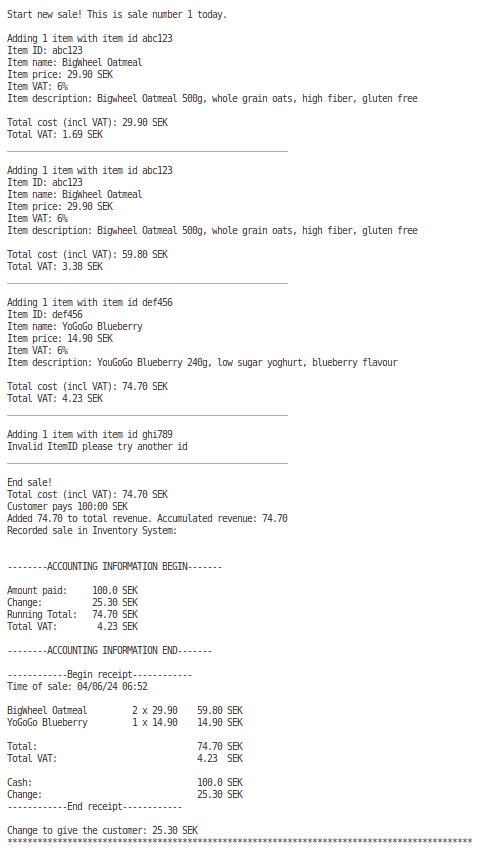 Start new sale! This is sale number 1 today.
Adding 1 item with item id abc123
Item ID: abc123
Item name: BigWheel Oatmeal
Item price: 29.90 SEK
Item VAT: 6%
Item description: Bigwheel Oatmeal 500g, whole grain oats, high fiber, gluten free
Total cost (incl VAT): 29.90 SEK
Total VAT: 1.69 SEK
Adding 1 item with item id abc123
Item ID: abc123
Item name: BigWheel Oatmeal
Item price: 29.90 SEK
Item VAT: 6%
Item description: Bigwheel Oatmeal 500g, whole grain oats, high fiber, gluten free
Total cost (incl VAT): 59.80 SEK
Total VAT: 3.38 SEK
Adding 1 item with item id def456
Item ID: def456
Item name: YoGoGo Blueberry
Item price: 14.90 SEK
Item VAT: 6%
Item description: YouGoGo Blueberry 240g, low sugar yoghurt, blueberry flavour
Total cost (incl VAT): 74.70 SEK
Total VAT: 4.23 SEK
Adding 1 item with item id ghi789
Invalid ItemID please try another id
End sale!
Total cost (incl VAT): 74.70 SEK
Customer pays 100:00 SEK
Added 74.70 to total revenue. Accumulated revenue: 74.70
Recorded sale in Inventory System:
--------ACCOUNTING INFORMATION BEGIN-------
Amount paid: 100.0 SEK
Change: 25.30 SEK
Running Total: 74.70 SEK
Total VAT: 4.23 SEK
--------ACCOUNTING INFORMATION END-------
------------Begin receipt------------
Time of sale: 04/06/24 06:52
BigWheel Oatmeal 2 x 29.90 59.80 SEK
YoGoGo Blueberry 1 x 14.90 14.90 SEK
Total: 74.70 SEK
Total VAT: 4.23 SEK
Cash: 100.0 SEK
Change: 25.30 SEK
------------End receipt------------
Change to give the customer: 25.30 SEK
*********************************************************************************************